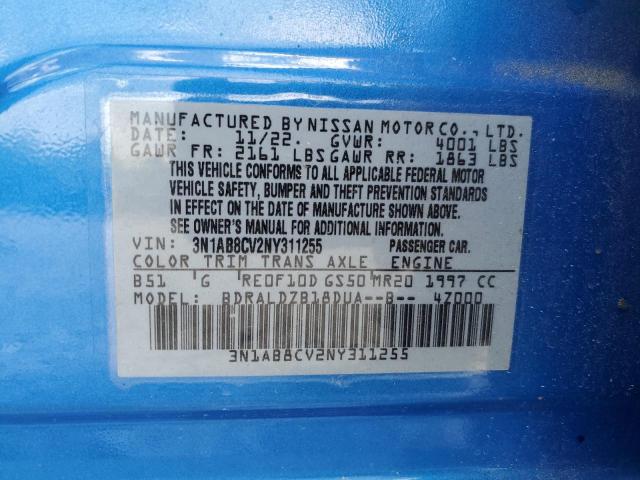 MANUFACTURED BY NISSAN MOTOR CO., LTD.
DATE: 11/22. GVWR: 4001 LBS
GAWR FR: 2161 LBS GAWR RR: 1863 LBS
THIS VEHICLE CONFORMS TO ALL APPLICABLE FEDERAL MOTOR
VEHICLE SAFETY, BUMPER AND THEFT PREVENTION STANDARDS
IN EFFECT ON THE DATE OF MANUFACTURE SHOWN ABOVE.
SEE OWNER'S MANUAL FOR ADDITIONAL INFORMATION.
VIN: 3N1AB8CV2NY311255 PASSENGER CAR.
COLOR TRIM TRANS AXLE ENGINE
B51 G RE0F10D GS50 MR20 1997 CC
MODEL: BDRALDZB18DUA--B-- 4Z000
3N1AB8CV2NY311255